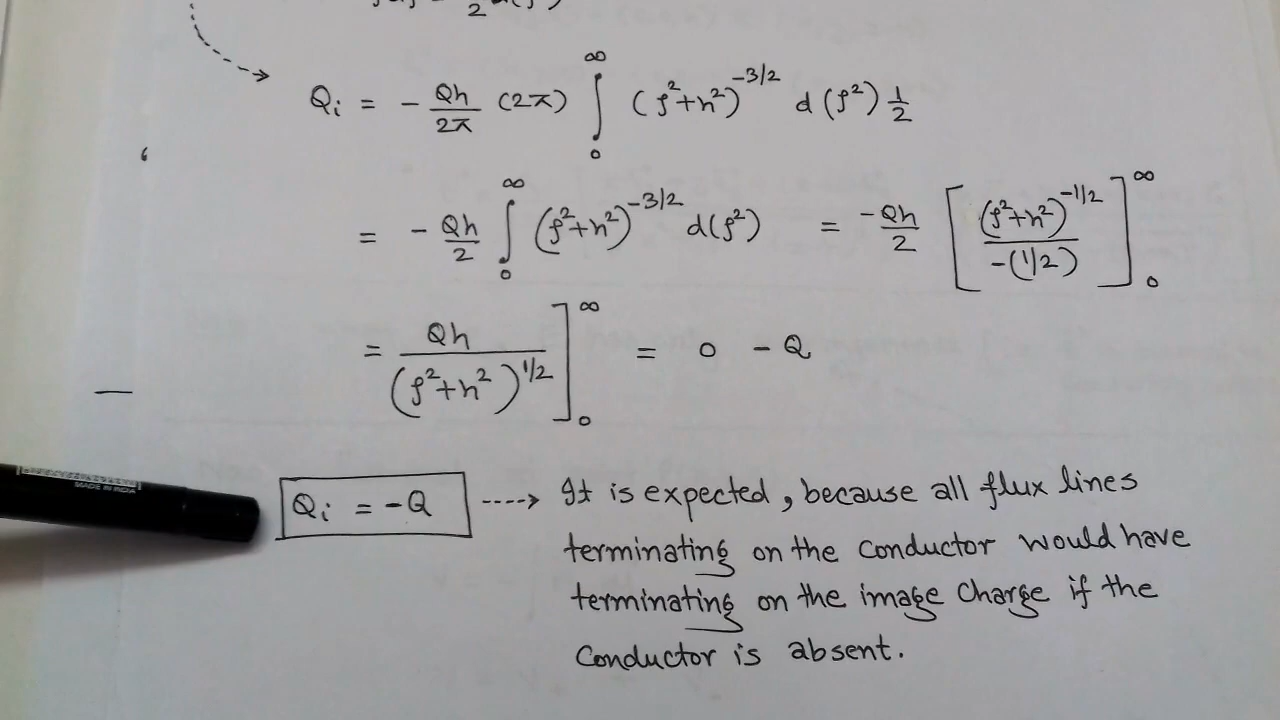 Qi = - Qh/2π (2π) ∫₀^∞ (ρ²+h²)^-3/2 d(ρ²) 1/2
= - Qh/2 ∫₀^∞ (ρ²+h²)^-3/2 d(ρ²) = -Qh/2 [(ρ²+h²)^-1/2 / -(1/2)]₀^∞
= Qh/(ρ²+h²)^1/2 ]₀^∞ = 0 - Q
MADE IN INDIA
Qi = -Q ----> It is expected, because all flux lines
terminating on the conductor would have
terminating on the image charge if the
conductor is absent.